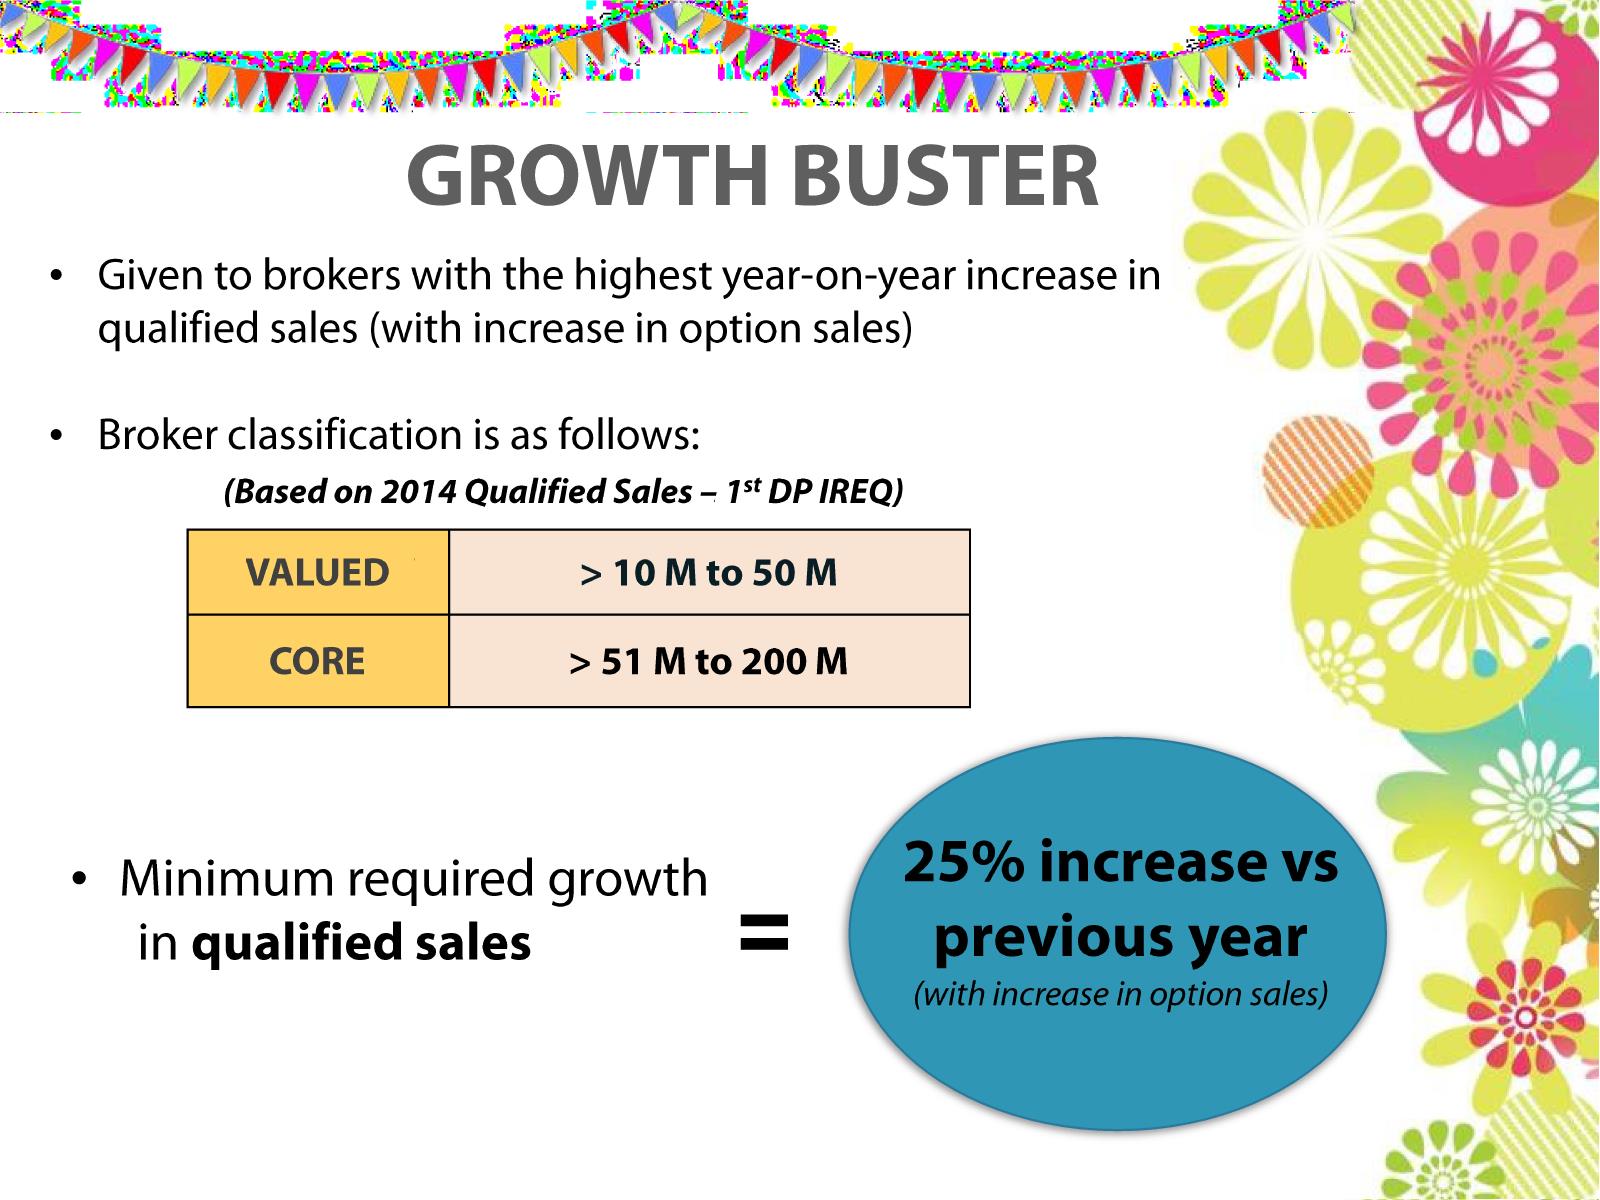 GROWTH BUSTER
• Given to brokers with the highest year-on-year increase in
qualified sales (with increase in option sales)
• Broker classification is as follows:
(Based on 2014 Qualified Sales – 1st DP IREQ)
VALUED > 10 M to 50 M
CORE > 51 M to 200 M
• Minimum required growth
in qualified sales
=
25% increase vs
previous year
(with increase in option sales)